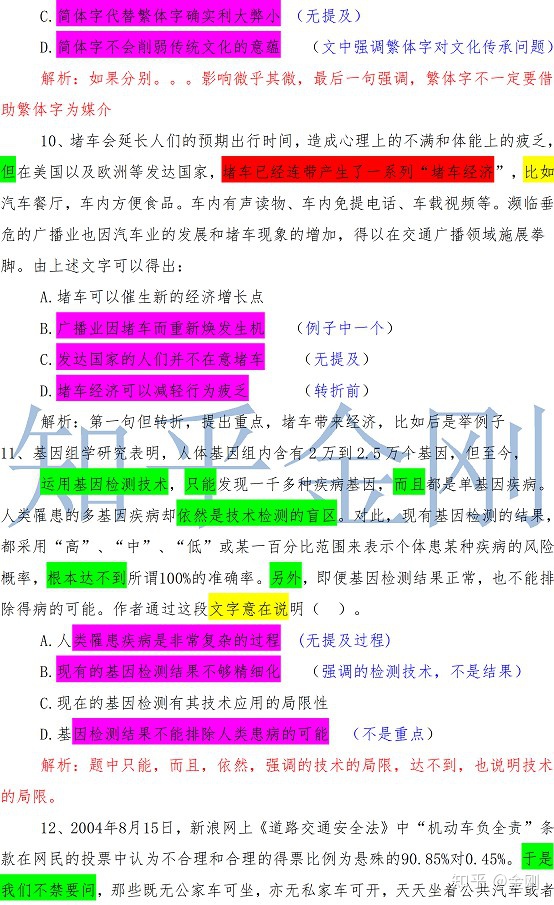 C.简体字代替繁体字确实利大弊小 （无提及）
D.简体字不会削弱传统文化的意蕴 （文中强调繁体字对文化传承问题）
解析：如果分别。。。影响微乎其微，最后一句强调，繁体字不一定要借
助繁体字为媒介
10、堵车会延长人们的预期出行时间，造成心理上的不满和体能上的疲乏，
但在美国以及欧洲等发达国家，堵车已经连带产生了一系列“堵车经济”，比如
汽车餐厅，车内方便食品。车内有声读物、车内免提电话、车载视频等。濒临垂
危的广播业也因汽车业的发展和堵车现象的增加，得以在交通广播领域施展拳
脚。由上述文字可以得出：
A.堵车可以催生新的经济增长点
B.广播业因堵车而重新焕发生机 （例子中一个）
C.发达国家的人们并不在意堵车 （无提及）
D.堵车经济可以减轻行为疲乏 （转折前）
解析：第一句但转折，提出重点，堵车带来经济，比如后是举例子
11、基因组学研究表明，人体基因组内含有2万到2.5万个基因，但至今，
运用基因检测技术，只能发现一千多种疾病基因，而且都是单基因疾病。
人类罹患的多基因疾病却依然是技术检测的盲区。对此，现有基因检测的结果，
都采用“高”、“中”、“低”或某一百分比范围来表示个体患某种疾病的风险
概率，根本达不到所谓100%的准确率。另外，即便基因检测结果正常，也不能排
除得病的可能。作者通过这段文字意在说明（ ）。
A.人类罹患疾病是非常复杂的过程 (无提及过程)
B.现有的基因检测结果不够精细化 （强调的检测技术，不是结果）
C.现在的基因检测有其技术应用的局限性
D.基因检测结果不能排除人类患病的可能 （不是重点）
解析：题中只能，而且，依然，强调的技术的局限，达不到，也说明技术
的局限。
12、2004年8月15日，新浪网上《道路交通安全法》中“机动车负全责”条
款在网民的投票中认为不合理和合理的得票比例为悬殊的90.85%对0.45%。于是
我们不禁要问，那些既无公家车可坐，亦无私家车可开，天天坐着公共汽车或者
知乎金刚
知乎 @金刚